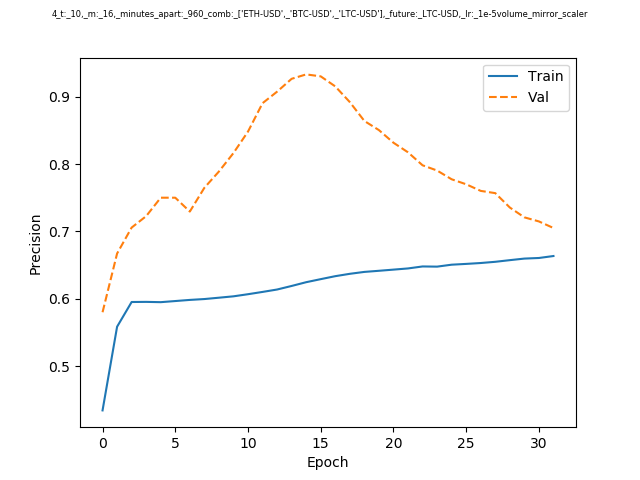 4_t:_10,_m:_16,_minutes_apart:_960_comb:_['ETH-USD',_'BTC-USD',_'LTC-USD'],_future:_LTC-USD,_lr:_1e-5volume_mirror_scaler
Train
Val
0.9
0.8
0.7
0.6
0.5
Precision
0 5 10 15 20 25 30
Epoch